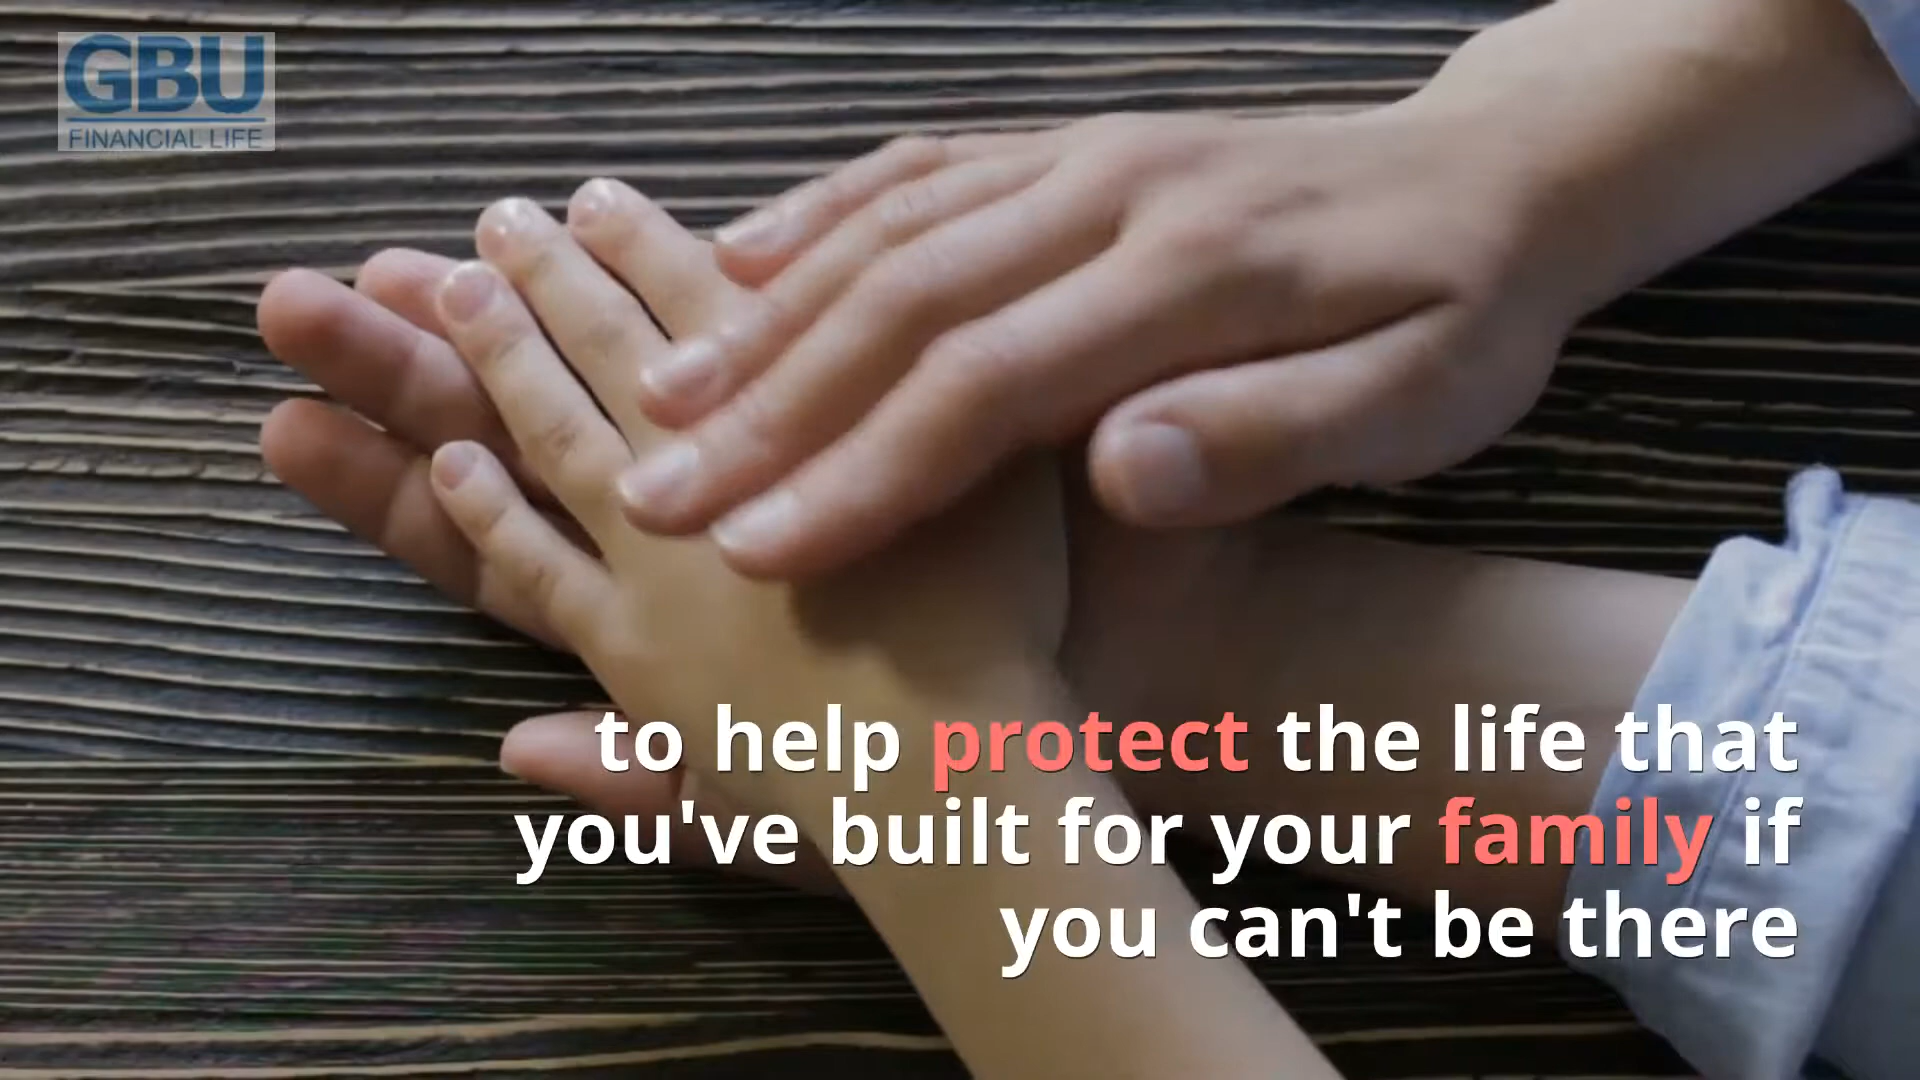 GBU
FINANCIAL LIFE
to help protect the life that
you've built for your family if
you can't be there